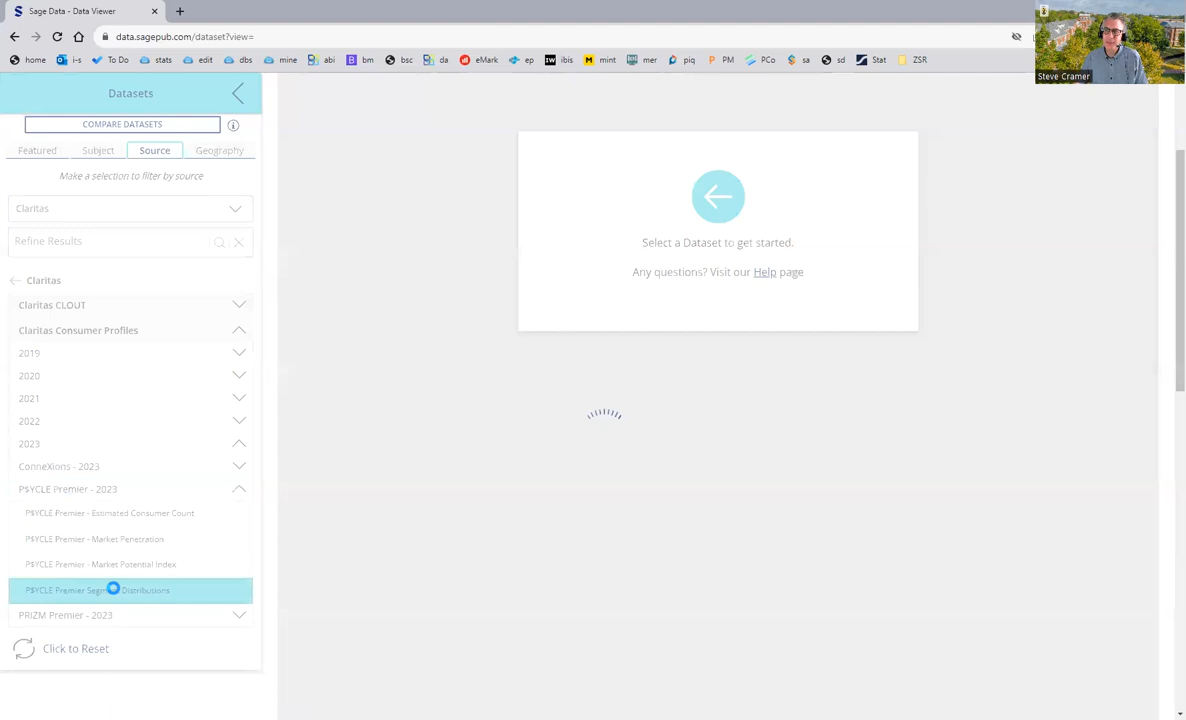 Sage Data - Data Viewer
data.sagepub.com/dataset?view=
home i-s To Do stats edit dbs mine abi bm bsc da eMark ep ibis mint mer piq PM PCo sa sd Stat ZSR
Steve Cramer
Datasets
COMPARE DATASETS
Featured Subject Source Geography
Make a selection to filter by source
Claritas
Refine Results
Claritas
Claritas CLOUT
Claritas Consumer Profiles
2019
2020
2021
2022
2023
ConneXions - 2023
P$YCLE Premier - 2023
P$YCLE Premier - Estimated Consumer Count
P$YCLE Premier - Market Penetration
P$YCLE Premier - Market Potential Index
P$YCLE Premier Distributions
PRIZM Premier - 2023
Click to Reset
Select a Dataset to get started.
Any questions? Visit our Help page